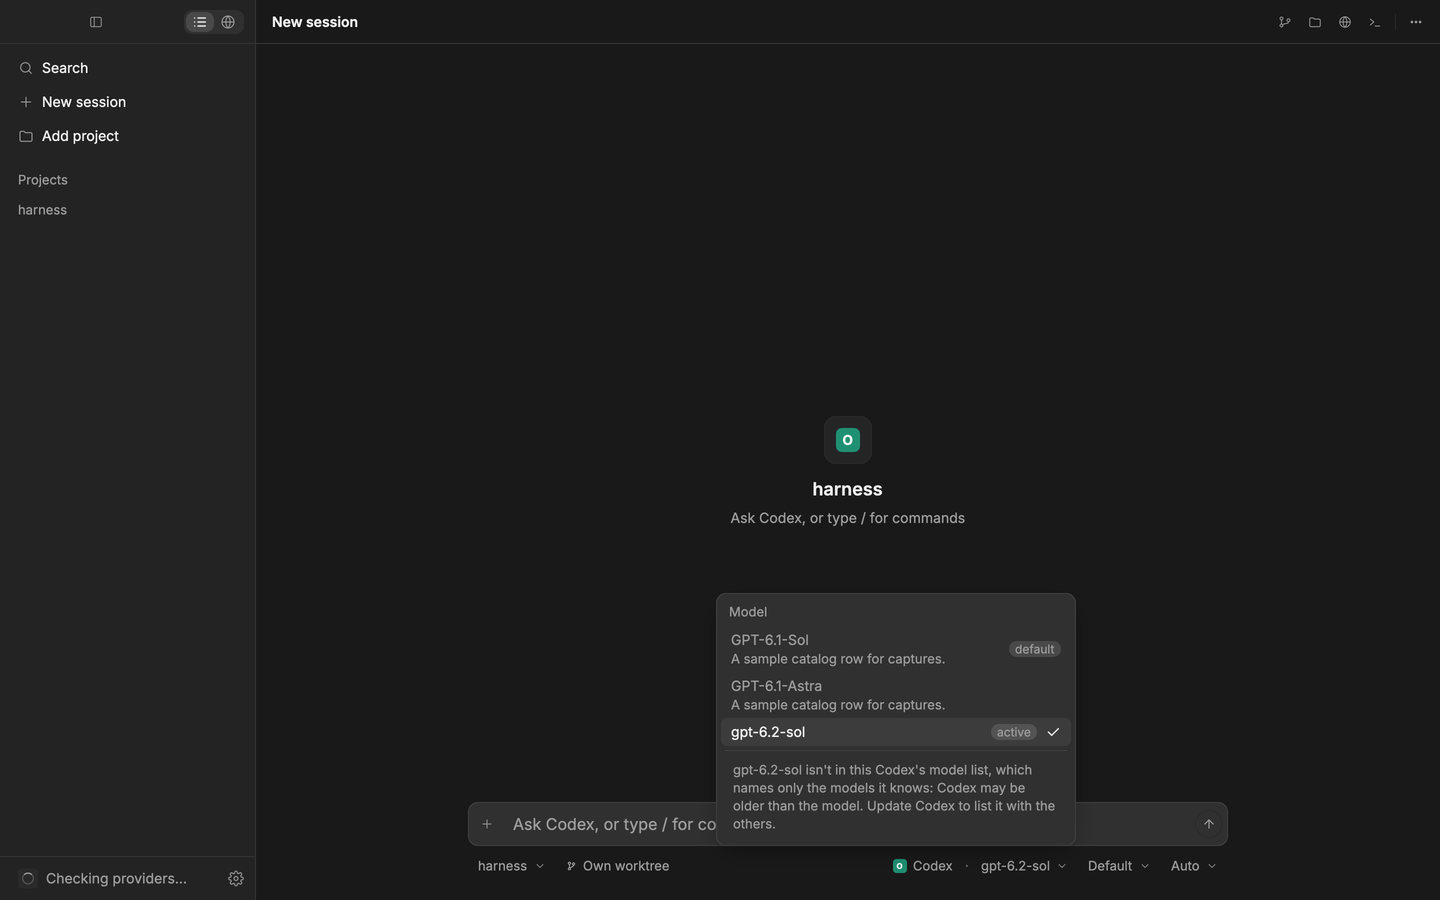 New session
Search
New session
Add project
Projects
harness
O
harness
Ask Codex, or type / for commands
Model
GPT-6.1-Sol
A sample catalog row for captures.
default
GPT-6.1-Astra
A sample catalog row for captures.
gpt-6.2-sol
active
gpt-6.2-sol isn't in this Codex's model list, which
names only the models it knows: Codex may be
older than the model. Update Codex to list it with the
others.
Ask Codex, or type / for co
harness
Own worktree
O
Codex
·
gpt-6.2-sol
Default
Auto
Checking providers...